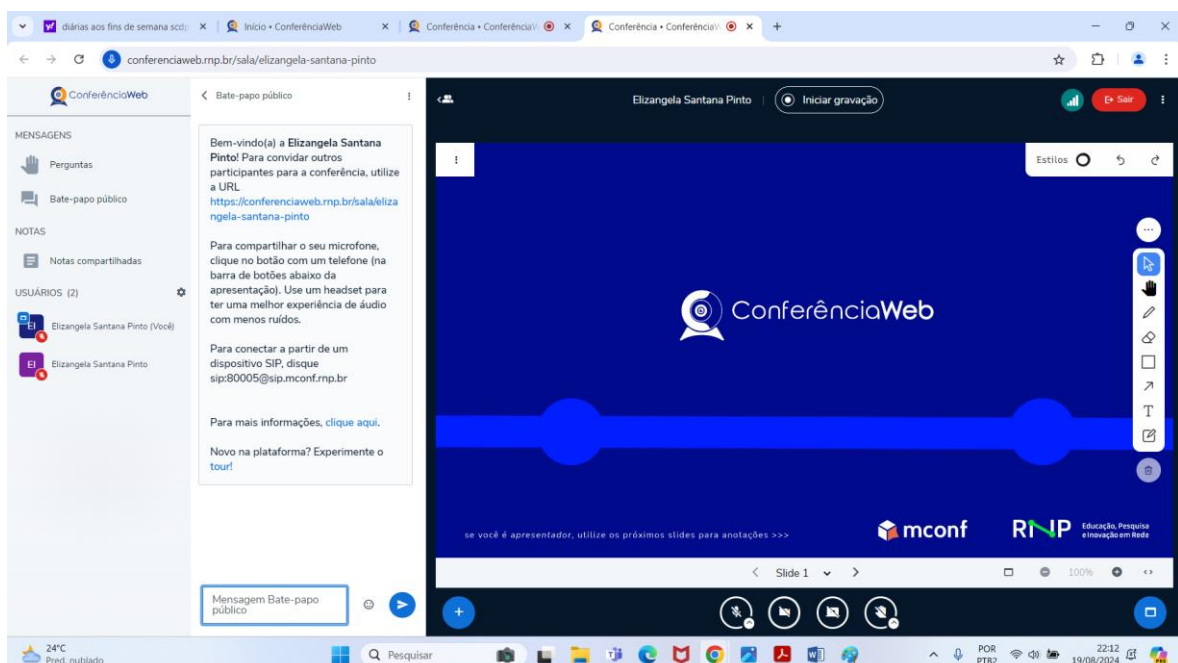 diárias aos fins de semana scdp
Início • ConferênciaWeb
Conferência • ConferênciaW
Conferência • ConferênciaW
conferenciaweb.rnp.br/sala/elizangela-santana-pinto
ConferênciaWeb
MENSAGENS
Perguntas
Bate-papo público
NOTAS
Notas compartilhadas
USUÁRIOS (2)
El
Elizangela Santana Pinto (Você)
El
Elizangela Santana Pinto
Bate-papo público
Bem-vindo(a) a Elizangela Santana
Pinto! Para convidar outros
participantes para a conferência, utilize
a URL
https://conferenciaweb.rnp.br/sala/eliza
ngela-santana-pinto
Para compartilhar o seu microfone,
clique no botão com um telefone (na
barra de botões abaixo da
apresentação). Use um headset para
ter uma melhor experiência de áudio
com menos ruídos.
Para conectar a partir de um
dispositivo SIP, disque
sip:80005@sip.mconf.rnp.br
Para mais informações, clique aqui.
Novo na plataforma? Experimente o
tour!
Mensagem Bate-papo
público
Elizangela Santana Pinto
Iniciar gravação
Sair
Estilos
ConferênciaWeb
se você é apresentador, utilize os próximos slides para anotações >>>
mconf
RNP
Educação, Pesquisa
e Inovação em Rede
Slide 1
100%
24°C
Pred. nublado
Pesquisar
POR
PTB2
22:12
19/08/2024